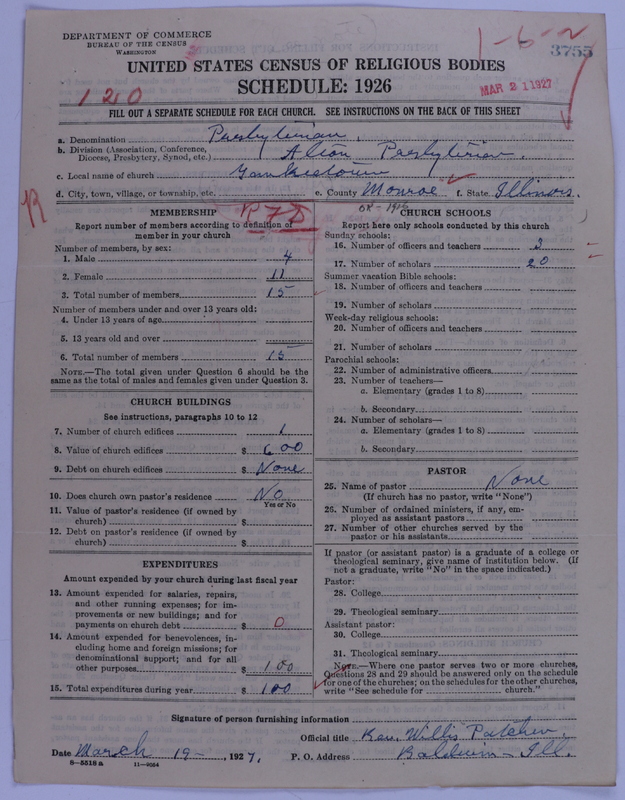 DEPARTMENT OF COMMERCE
BUREAU OF THE CENSUS
WASHINGTON
1-6-2
3755
UNITED STATES CENSUS OF RELIGIOUS BODIES
SCHEDULE: 1926
MAR 21 1927
120
FILL OUT A SEPARATE SCHEDULE FOR EACH CHURCH. SEE INSTRUCTIONS ON THE BACK OF THIS SHEET
a. Denomination Presbyterian
b. Division (Association, Conference, Diocese, Presbytery, Synod, etc.) Alton Presbyterian
c. Local name of church Yankeetown
d. City, town, village, or township, etc. e. County Monroe f. State Illinois
R
R7D
MEMBERSHIP
Report number of members according to definition of member in your church
Number of members, by sex:
1. Male 4
2. Female 11
3. Total number of members 15
Number of members under and over 13 years old:
4. Under 13 years of age
5. 13 years old and over
6. Total number of members 15
NOTE.—The total given under Question 6 should be the same as the total of males and females given under Question 3.
CHURCH BUILDINGS
See instructions, paragraphs 10 to 12
7. Number of church edifices 1
8. Value of church edifices $ 600
9. Debt on church edifices $ None
10. Does church own pastor's residence No
Yes or No
11. Value of pastor's residence (if owned by church) $
12. Debt on pastor's residence (if owned by church) $
EXPENDITURES
Amount expended by your church during last fiscal year
13. Amount expended for salaries, repairs, and other running expenses; for improvements or new buildings; and for payments on church debt $ 0
14. Amount expended for benevolences, including home and foreign missions; for denominational support; and for all other purposes $ 100
15. Total expenditures during year $ 100
CHURCH SCHOOLS
Report here only schools conducted by this church
Sunday schools:
16. Number of officers and teachers 3
17. Number of scholars 20
Summer vacation Bible schools:
18. Number of officers and teachers
19. Number of scholars
Week-day religious schools:
20. Number of officers and teachers
21. Number of scholars
Parochial schools:
22. Number of administrative officers
23. Number of teachers—
a. Elementary (grades 1 to 8)
b. Secondary
24. Number of scholars—
a. Elementary (grades 1 to 8)
b. Secondary
PASTOR
25. Name of pastor None
(If church has no pastor, write "None")
26. Number of ordained ministers, if any, employed as assistant pastors
27. Number of other churches served by the pastor or his assistants
If pastor (or assistant pastor) is a graduate of a college or theological seminary, give name of institution below. (If not a graduate, write "No" in the space indicated.)
Pastor:
28. College
29. Theological seminary
Assistant pastor:
30. College
31. Theological seminary
NOTE.—Where one pastor serves two or more churches, Questions 28 and 29 should be answered only on the schedule for one of the churches; on the schedules for the other churches, write "See schedule for church."
Signature of person furnishing information
Official title Rev. Willis Patchen
Date March 19-, 1927. P. O. Address Baldwin - Ill.
8—5518 a 11—9034